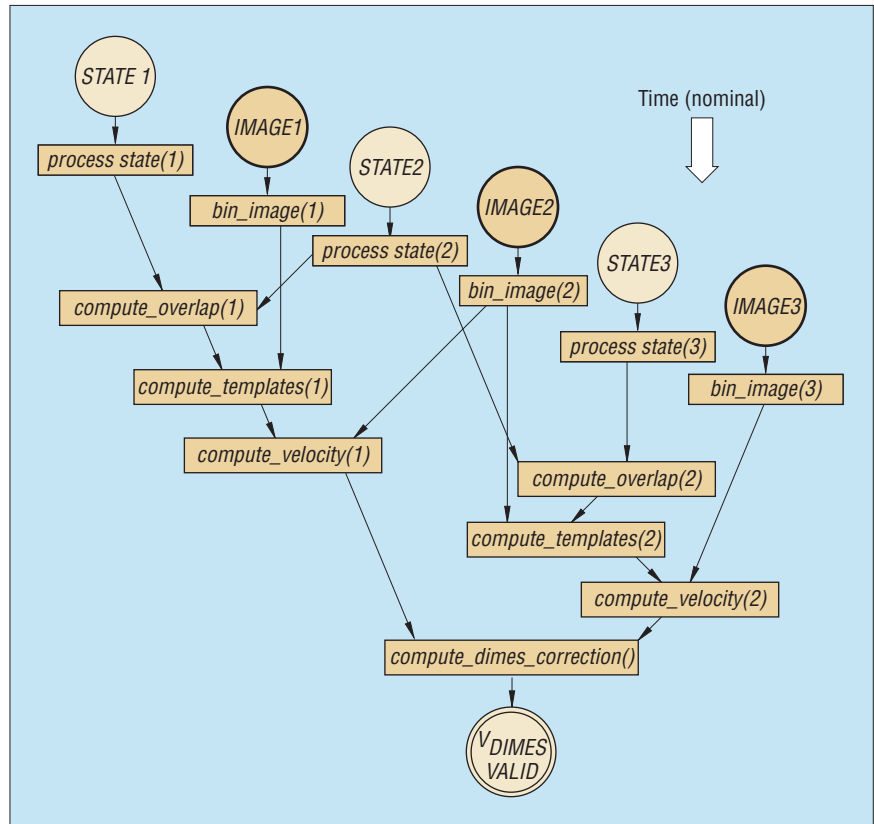 STATE 1
IMAGE1
Time (nominal)
STATE2
process state(1)
IMAGE2
bin_image(1)
process state(2)
STATE3
bin_image(2)
IMAGE3
compute_overlap(1)
process state(3)
compute_templates(1)
bin_image(3)
compute_velocity(1)
compute_overlap(2)
compute_templates(2)
compute_velocity(2)
compute_dimes_correction()
VDIMES
VALID